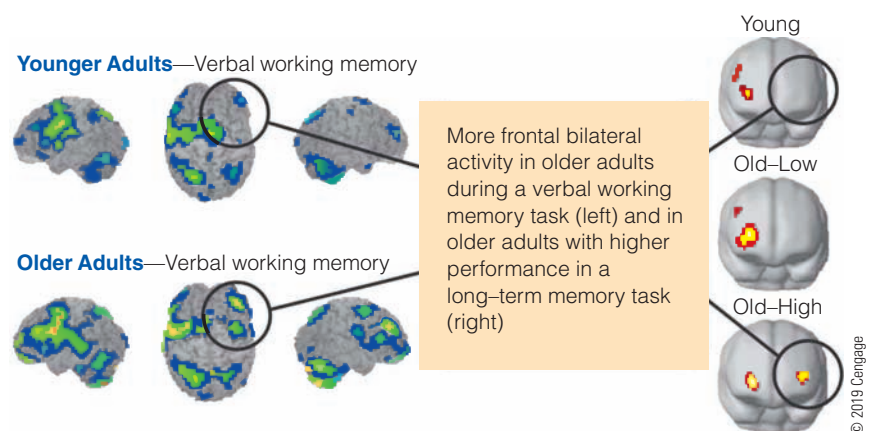 Younger Adults—Verbal working memory
Older Adults—Verbal working memory
More frontal bilateral
activity in older adults
during a verbal working
memory task (left) and in
older adults with higher
performance in a
long–term memory task
(right)
Young
Old–Low
Old–High
© 2019 Cengage